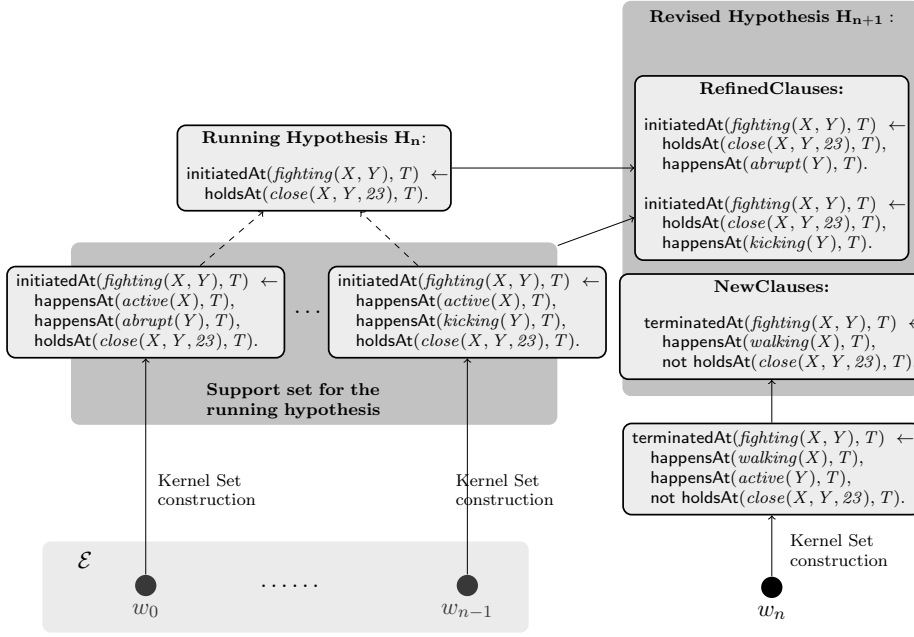 Revised Hypothesis H_{n+1} :
RefinedClauses:
initiatedAt(fighting(X, Y), T) ←
holdsAt(close(X, Y, 23), T),
happensAt(abrupt(Y), T).
initiatedAt(fighting(X, Y), T) ←
holdsAt(close(X, Y, 23), T),
happensAt(kicking(Y), T).
Running Hypothesis H_n:
initiatedAt(fighting(X, Y), T) ←
holdsAt(close(X, Y, 23), T).
initiatedAt(fighting(X, Y), T) ←
happensAt(active(X), T),
happensAt(abrupt(Y), T),
holdsAt(close(X, Y, 23), T).
...
initiatedAt(fighting(X, Y), T) ←
happensAt(active(X), T),
happensAt(kicking(Y), T),
holdsAt(close(X, Y, 23), T).
Support set for the
running hypothesis
NewClauses:
terminatedAt(fighting(X, Y), T) ←
happensAt(walking(X), T),
not holdsAt(close(X, Y, 23), T).
terminatedAt(fighting(X, Y), T) ←
happensAt(walking(X), T),
happensAt(active(Y), T),
not holdsAt(close(X, Y, 23), T).
Kernel Set
construction
Kernel Set
construction
Kernel Set
construction
ℰ
w_0
......
w_{n−1}
w_n